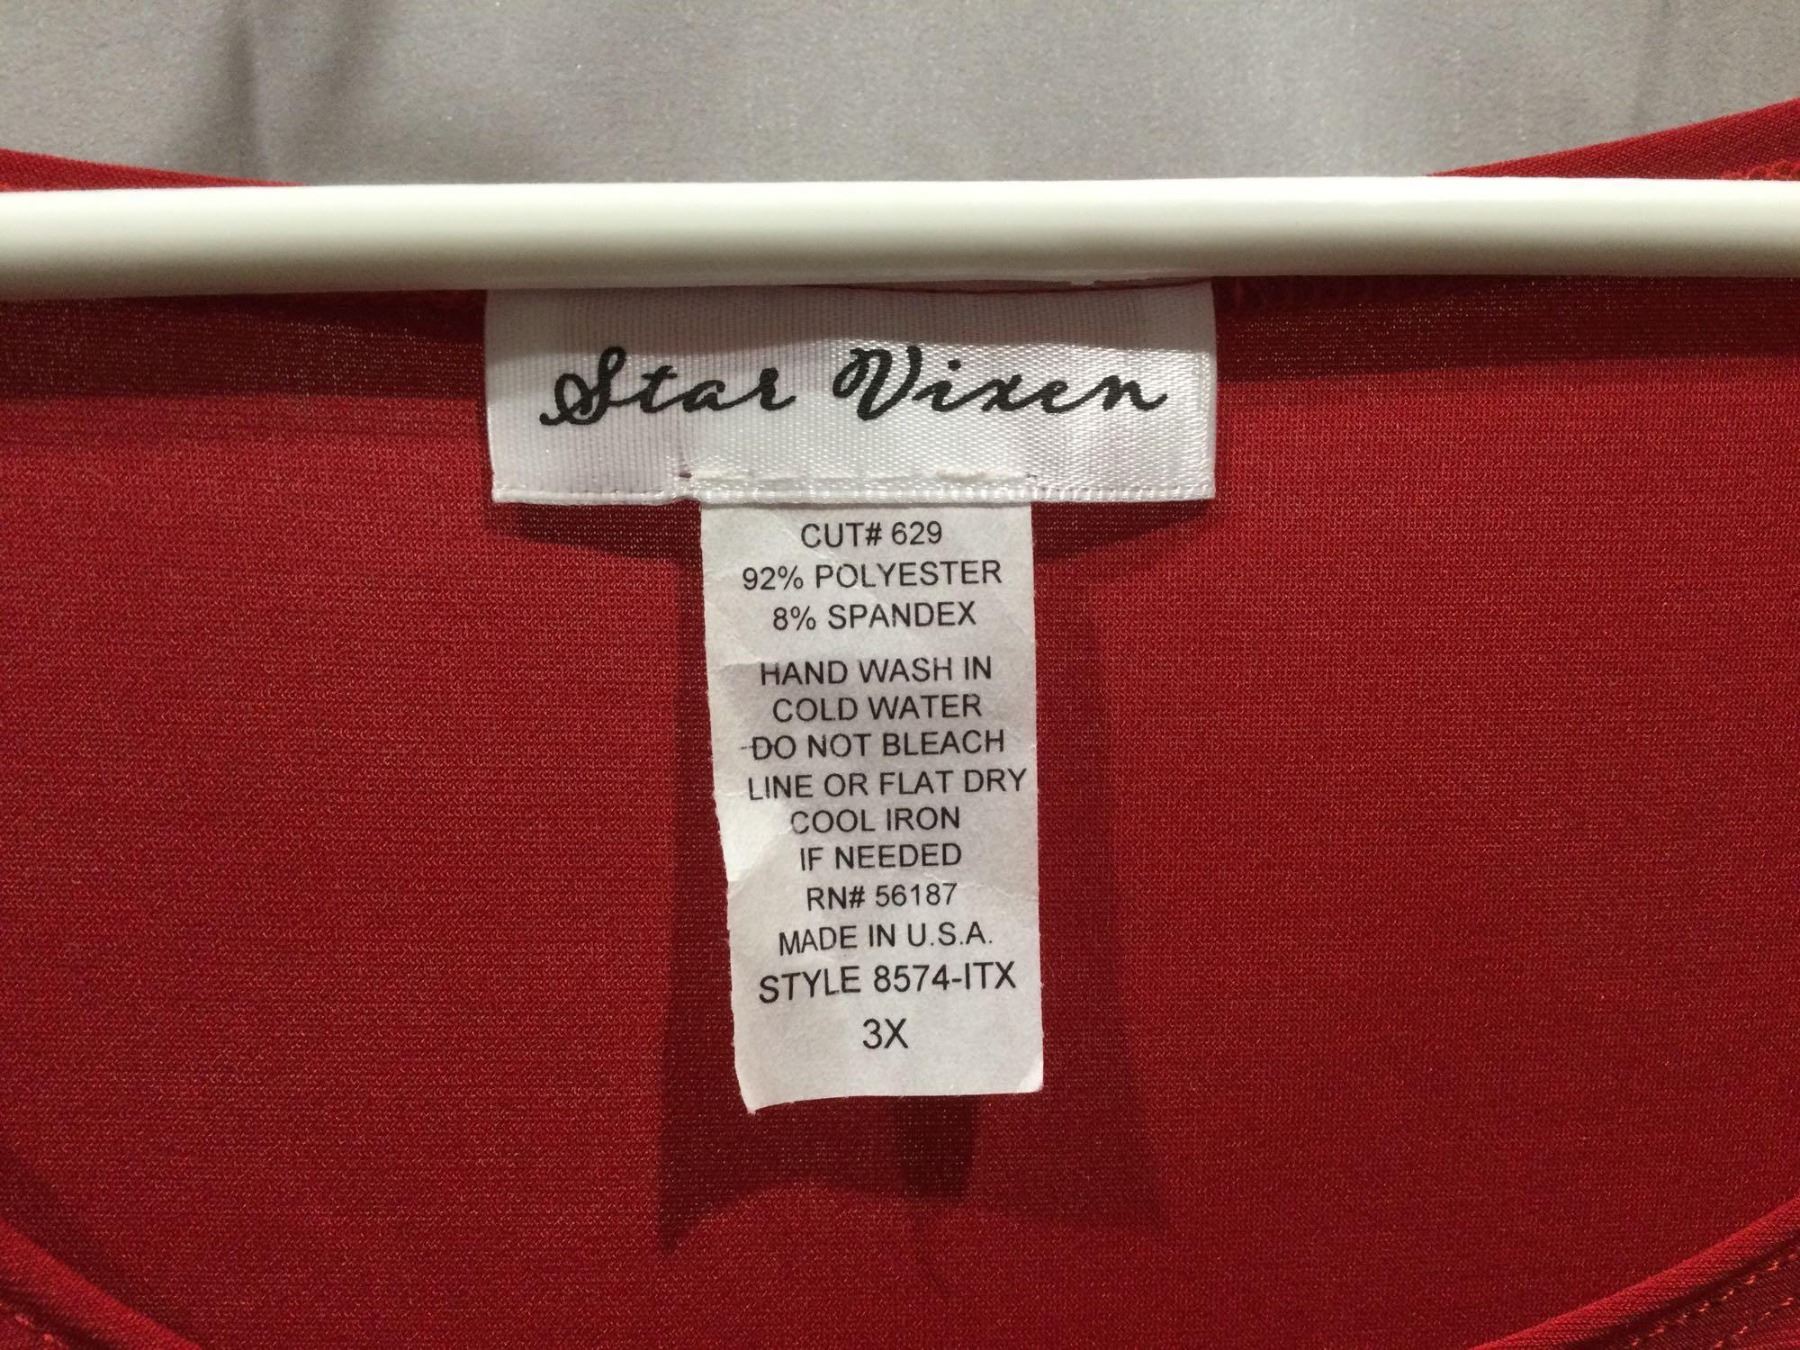 Star Vixen
CUT# 629
92% POLYESTER
8% SPANDEX
HAND WASH IN
COLD WATER
DO NOT BLEACH
LINE OR FLAT DRY
COOL IRON
IF NEEDED
RN# 56187
MADE IN U.S.A.
STYLE 8574-ITX
3X